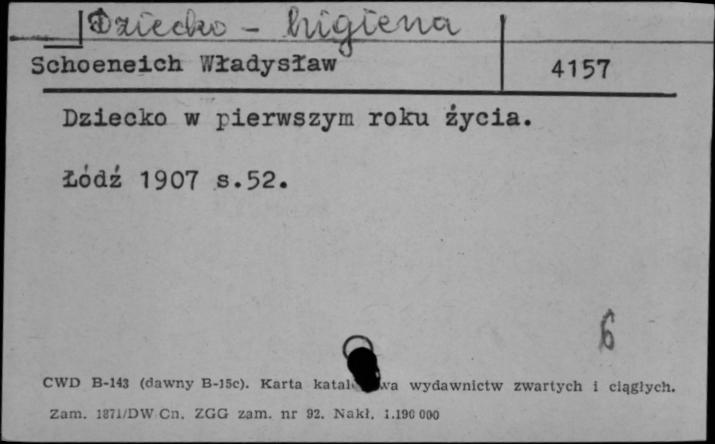 Dziecko - higiena
Schoeneich Władysław 4157
Dziecko w pierwszym roku życia.
Łódź 1907 s.52.
6
CWD B-143 (dawny B-15c). Karta wydawnictw zwartych i ciągłych.
Zam. 1871/DW Cn. ZGG zam. nr 92. Nakł. 1.190 000